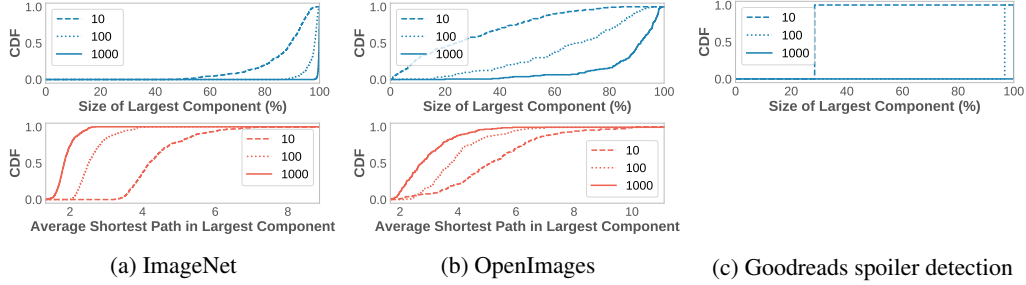 CDF
1.0
0.5
0.0
10
100
1000
0 20 40 60 80 100
Size of Largest Component (%)
CDF
1.0
0.5
0.0
10
100
1000
0 20 40 60 80 100
Size of Largest Component (%)
CDF
1.0
0.5
0.0
10
100
1000
0 20 40 60 80 100
Size of Largest Component (%)
CDF
1.0
0.5
0.0
10
100
1000
2 4 6 8
Average Shortest Path in Largest Component
CDF
1.0
0.5
0.0
10
100
1000
2 4 6 8 10
Average Shortest Path in Largest Component
(a) ImageNet
(b) OpenImages
(c) Goodreads spoiler detection